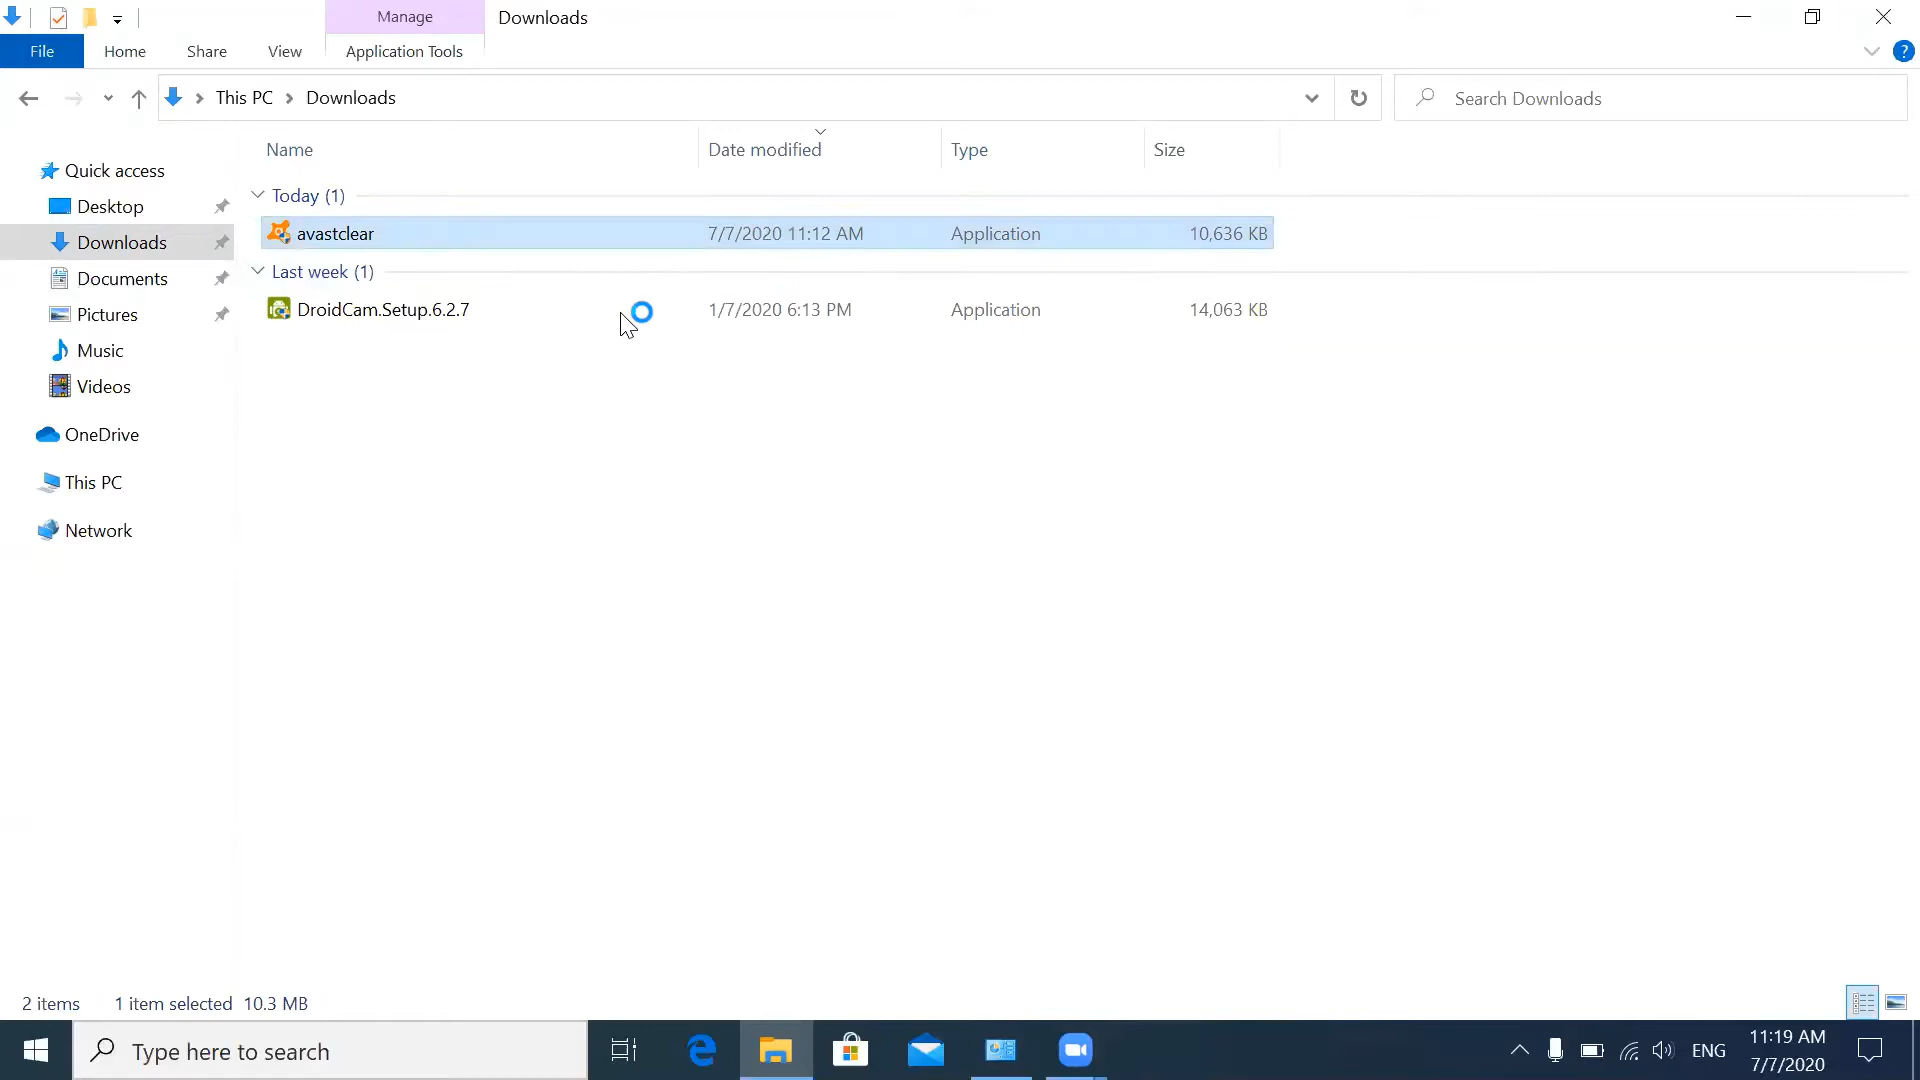 Manage
Downloads
File
Home
Share
View
Application Tools
This PC
Downloads
Search Downloads
Name
Date modified
Type
Size
Quick access
Desktop
Downloads
Documents
Pictures
Music
Videos
OneDrive
This PC
Network
Today (1)
avastclear 7/7/2020 11:12 AM Application 10,636 KB
Last week (1)
DroidCam.Setup.6.2.7 1/7/2020 6:13 PM Application 14,063 KB
2 items 1 item selected 10.3 MB
Type here to search
ENG
11:19 AM
7/7/2020